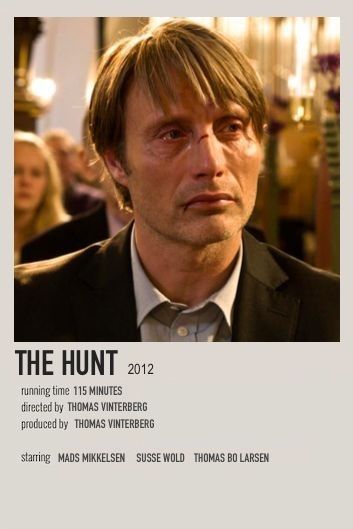 THE HUNT 2012
running time 115 MINUTES
directed by THOMAS VINTERBERG
produced by THOMAS VINTERBERG
starring MADS MIKKELSEN SUSSE WOLD THOMAS BO LARSEN